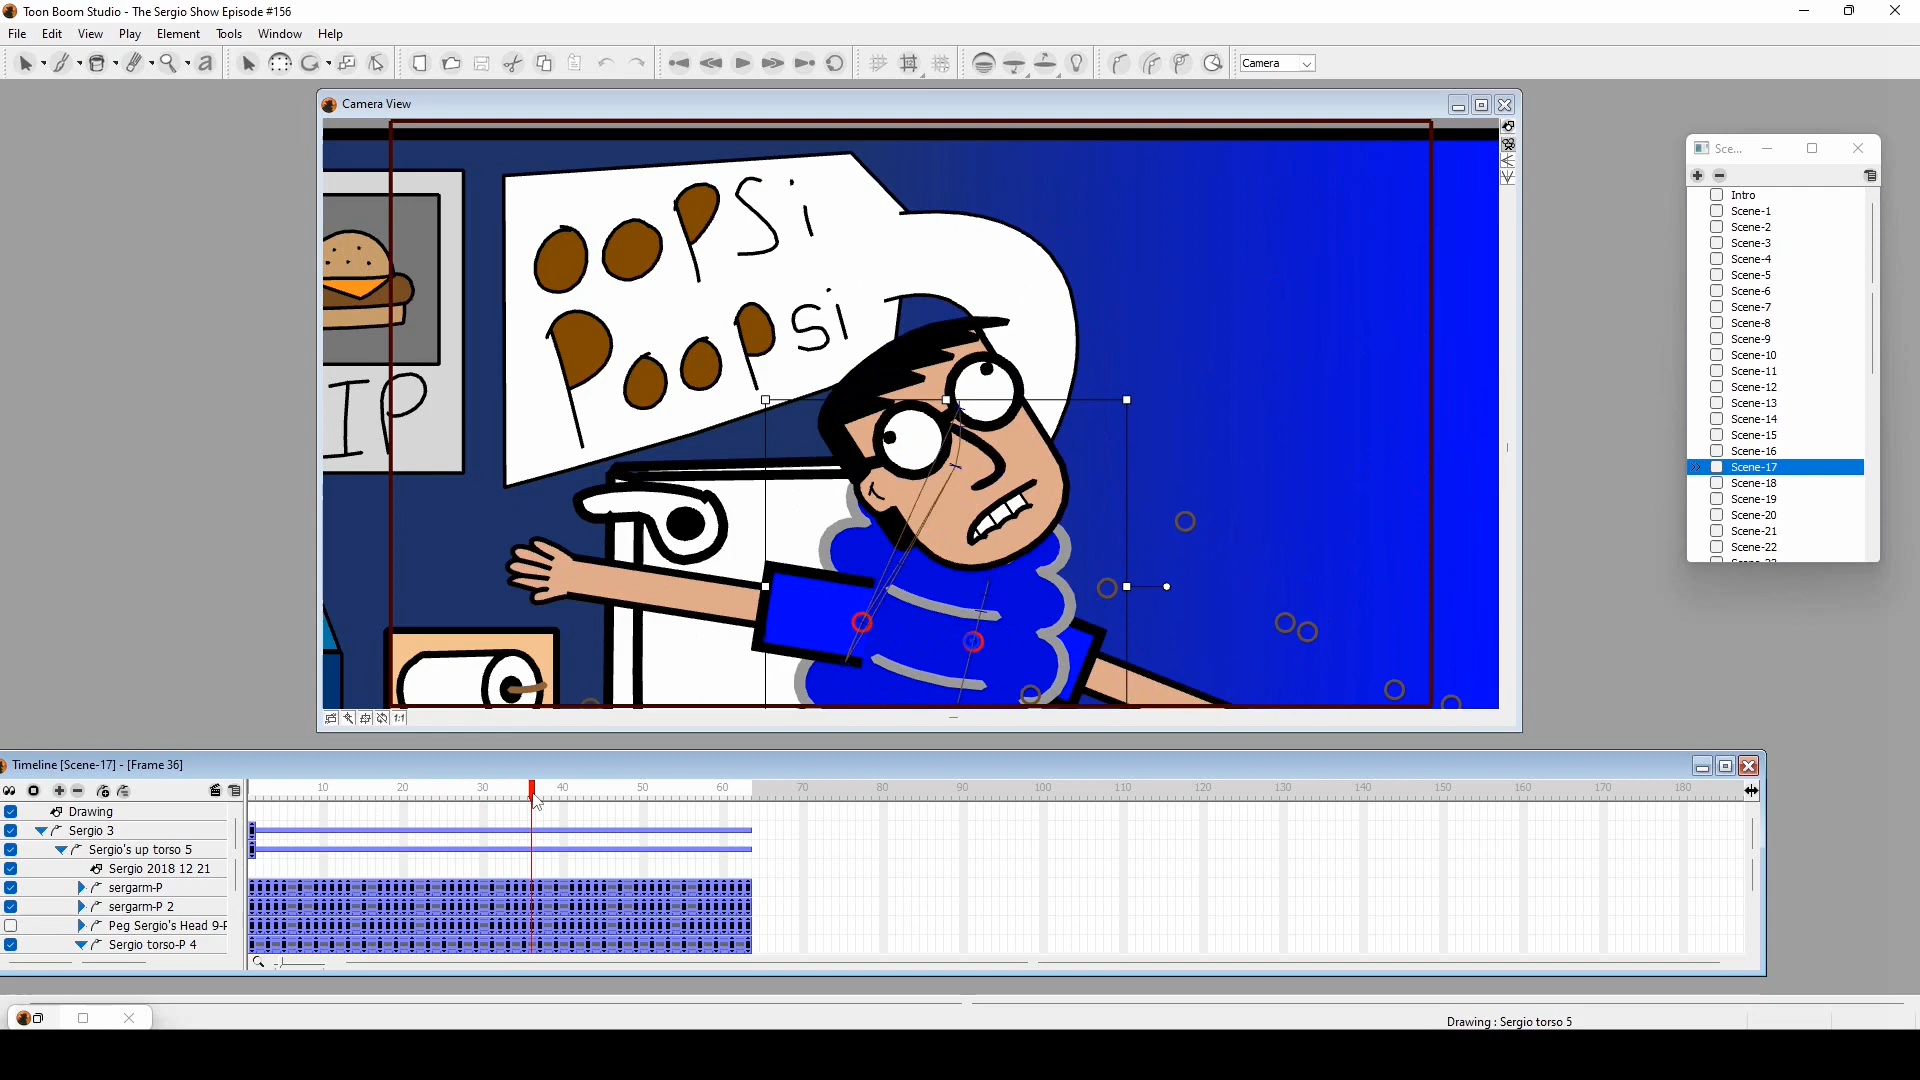 Toon Boom Studio - The Sergio Show Episode #156
File Edit View Play Element Tools Window Help
Camera
Camera View
OOPSi
POOPSi
IP
1:1
Sce...
Intro
Scene-1
Scene-2
Scene-3
Scene-4
Scene-5
Scene-6
Scene-7
Scene-8
Scene-9
Scene-10
Scene-11
Scene-12
Scene-13
Scene-14
Scene-15
Scene-16
Scene-17
Scene-18
Scene-19
Scene-20
Scene-21
Scene-22
Timeline [Scene-17] - [Frame 36]
10 20 30 40 50 60 70 80 90 100 110 120 130 140 150 160 170 180
Drawing
Sergio 3
Sergio's up torso 5
Sergio 2018 12 21
sergarm-P
sergarm-P 2
Peg Sergio's Head 9-P
Sergio torso-P 4
Drawing : Sergio torso 5